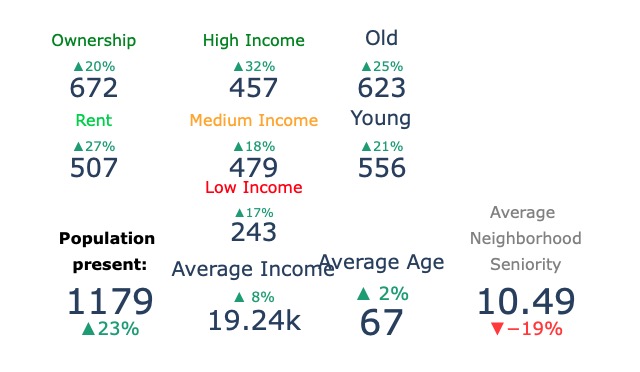 Ownership
▲20%
672
High Income
▲32%
457
Old
▲25%
623
Rent
▲27%
507
Medium Income
▲18%
479
Young
▲21%
556
Low Income
▲17%
243
Population
present:
1179
▲23%
Average Income
▲ 8%
19.24k
Average Age
▲ 2%
67
Average
Neighborhood
Seniority
10.49
▼−19%